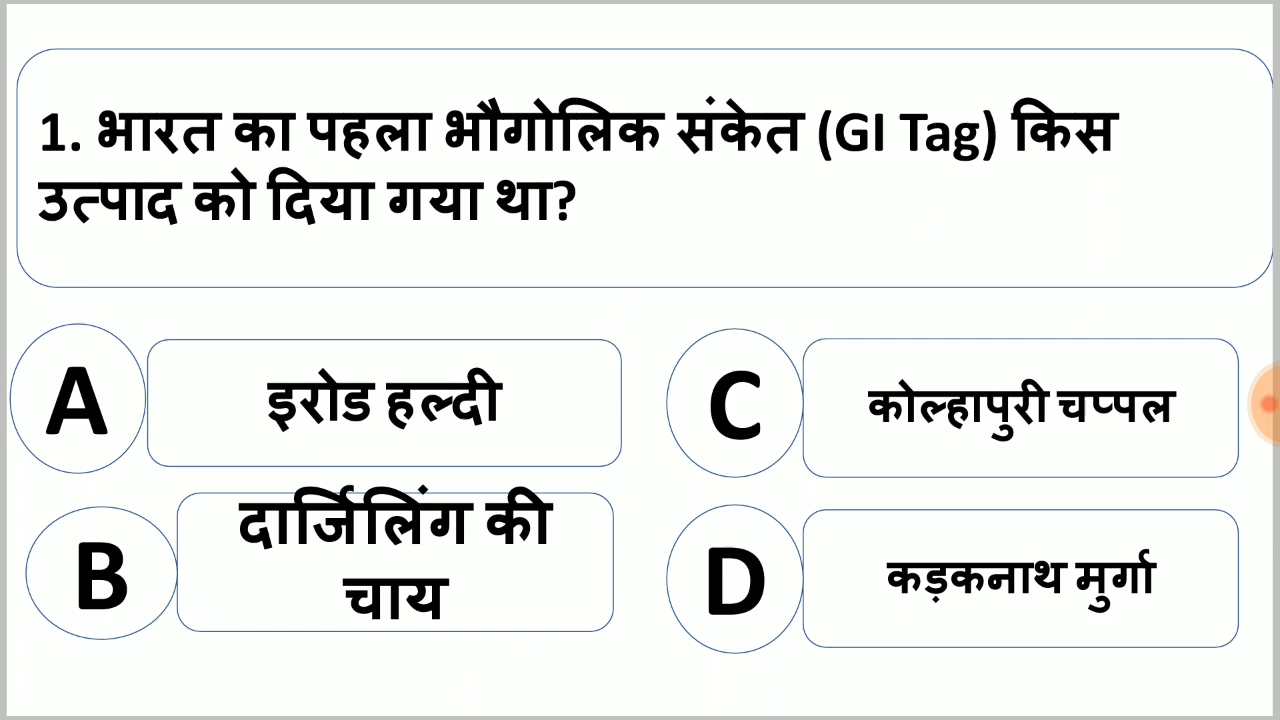 1. भारत का पहला भौगोलिक संकेत (GI Tag) किस
उत्पाद को दिया गया था?
A
इरोड हल्दी
C
कोल्हापुरी चप्पल
B
दार्जिलिंग की
चाय
D
कड़कनाथ मुर्गा